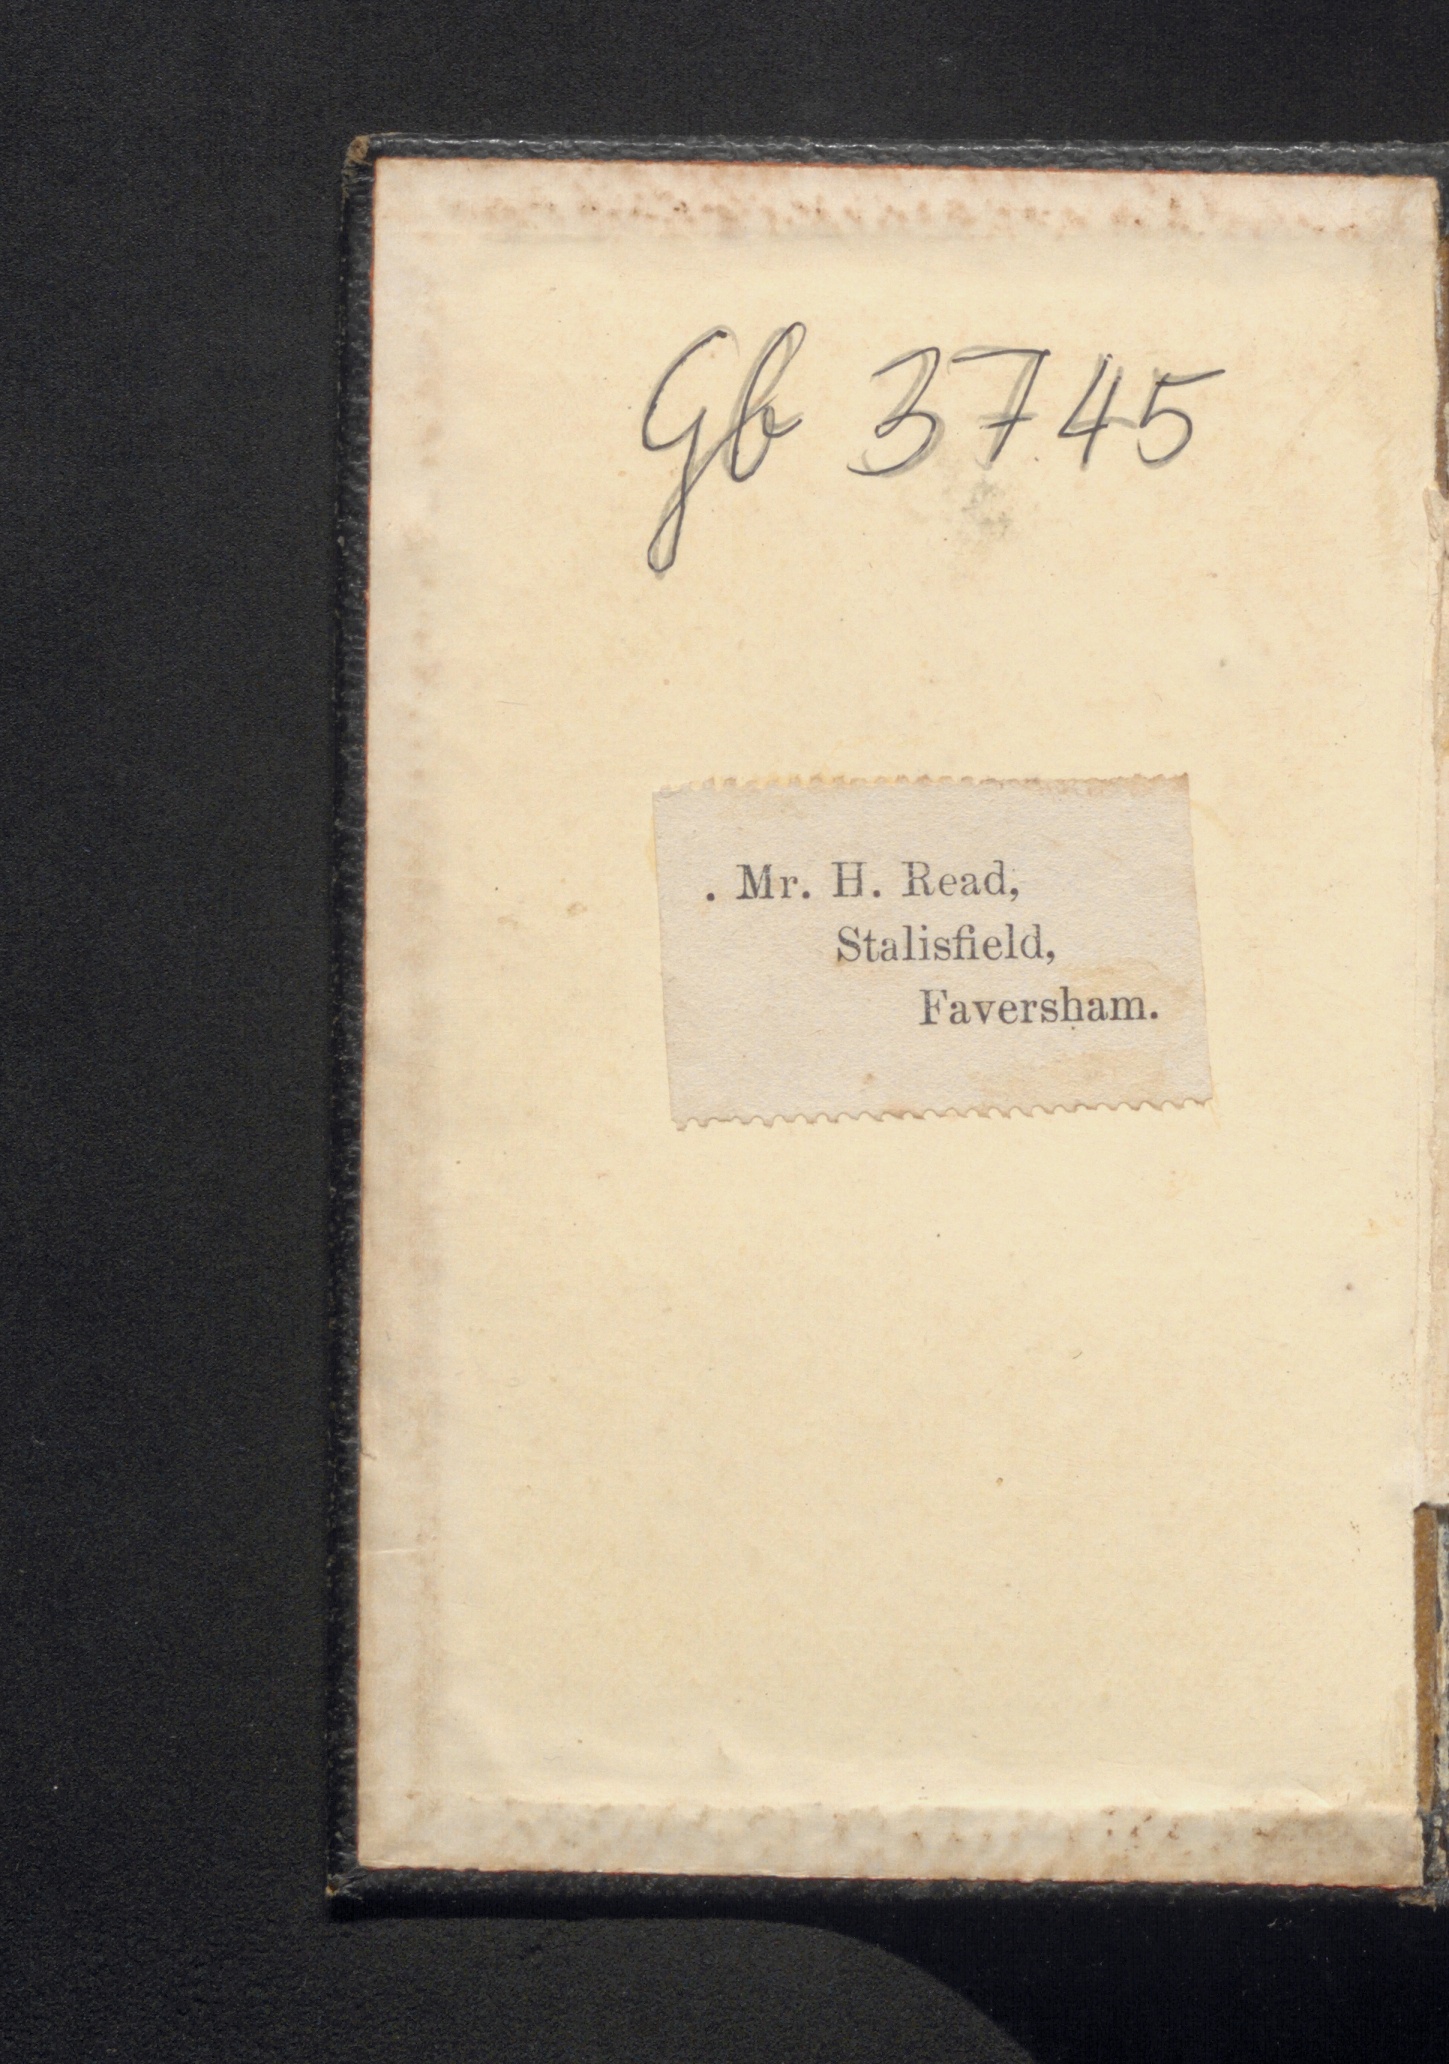 Gb 3745
. Mr. H. Read,
Stalisfield,
Faversham.